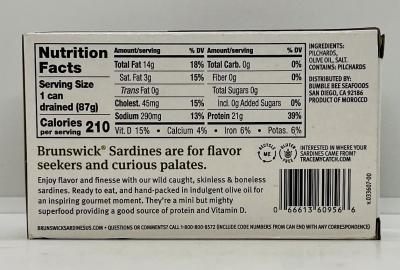 Nutrition Facts
Serving Size
1 can
drained (87g)
Calories 210
per serving
Amount/serving % DV
Total Fat 14g 18%
Sat. Fat 3g 15%
Trans Fat 0g
Cholest. 45mg 15%
Sodium 290mg 13%
Amount/serving % DV
Total Carb. 0g 0%
Fiber 0g 0%
Total Sugars 0g
Incl. 0g Added Sugars 0%
Protein 21g 39%
Vit. D 15% • Calcium 4% • Iron 6% • Potas. 6%
INGREDIENTS:
PILCHARDS,
OLIVE OIL, SALT.
CONTAINS: PILCHARDS
DISTRIBUTED BY:
BUMBLE BEE SEAFOODS
SAN DIEGO, CA 92186
PRODUCT OF MOROCCO
Brunswick® Sardines are for flavor
seekers and curious palates.
Enjoy flavor and finesse with our wild caught, skinless & boneless
sardines. Ready to eat, and hand-packed in indulgent olive oil for
an inspiring gourmet moment. They're a mini but mighty
superfood providing a good source of protein and Vitamin D.
RECYCLE
ME
GLUTEN
FREE
INTERESTED IN WHERE YOUR
SARDINES CAME FROM?
TRACEMYCATCH.COM
0 66613 60956 6
v.033607-00
BRUNSWICKSARDINESUS.COM • QUESTIONS OR COMMENTS? CALL 1-800-800-8572 (INCLUDE CODE NUMBERS FROM CAN END WITH ANY CORRESPONDENCE)